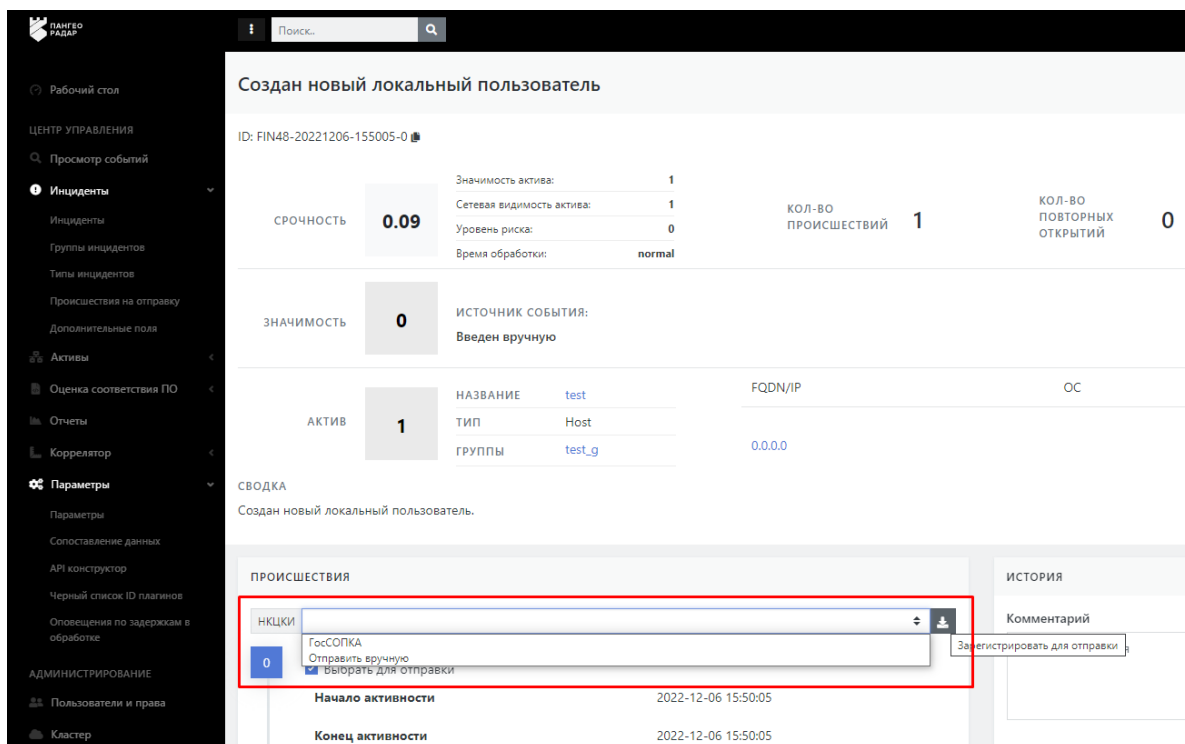 ПАНГЕО
РАДАР
Поиск..
Рабочий стол
ЦЕНТР УПРАВЛЕНИЯ
Просмотр событий
Инциденты
Инциденты
Группы инцидентов
Типы инцидентов
Происшествия на отправку
Дополнительные поля
Активы
Оценка соответствия ПО
Отчеты
Коррелятор
Параметры
Параметры
Сопоставление данных
API конструктор
Черный список ID плагинов
Оповещения по задержкам в
обработке
АДМИНИСТРИРОВАНИЕ
Пользователи и права
Кластер
Создан новый локальный пользователь
ID: FIN48-20221206-155005-0
СРОЧНОСТЬ 0.09
Значимость актива: 1
Сетевая видимость актива: 1
Уровень риска: 0
Время обработки: normal
КОЛ-ВО
ПРОИСШЕСТВИЙ 1
КОЛ-ВО
ПОВТОРНЫХ
ОТКРЫТИЙ 0
ЗНАЧИМОСТЬ 0
ИСТОЧНИК СОБЫТИЯ:
Введен вручную
АКТИВ 1
НАЗВАНИЕ test
ТИП Host
ГРУППЫ test_g
FQDN/IP
0.0.0.0
ОС
СВОДКА
Создан новый локальный пользователь.
ПРОИСШЕСТВИЯ
НКЦКИ
ГосСОПКА
Отправить вручную
0
Выбрать для отправки
Начало активности 2022-12-06 15:50:05
Конец активности 2022-12-06 15:50:05
ИСТОРИЯ
Комментарий
Зарегистрировать для отправки